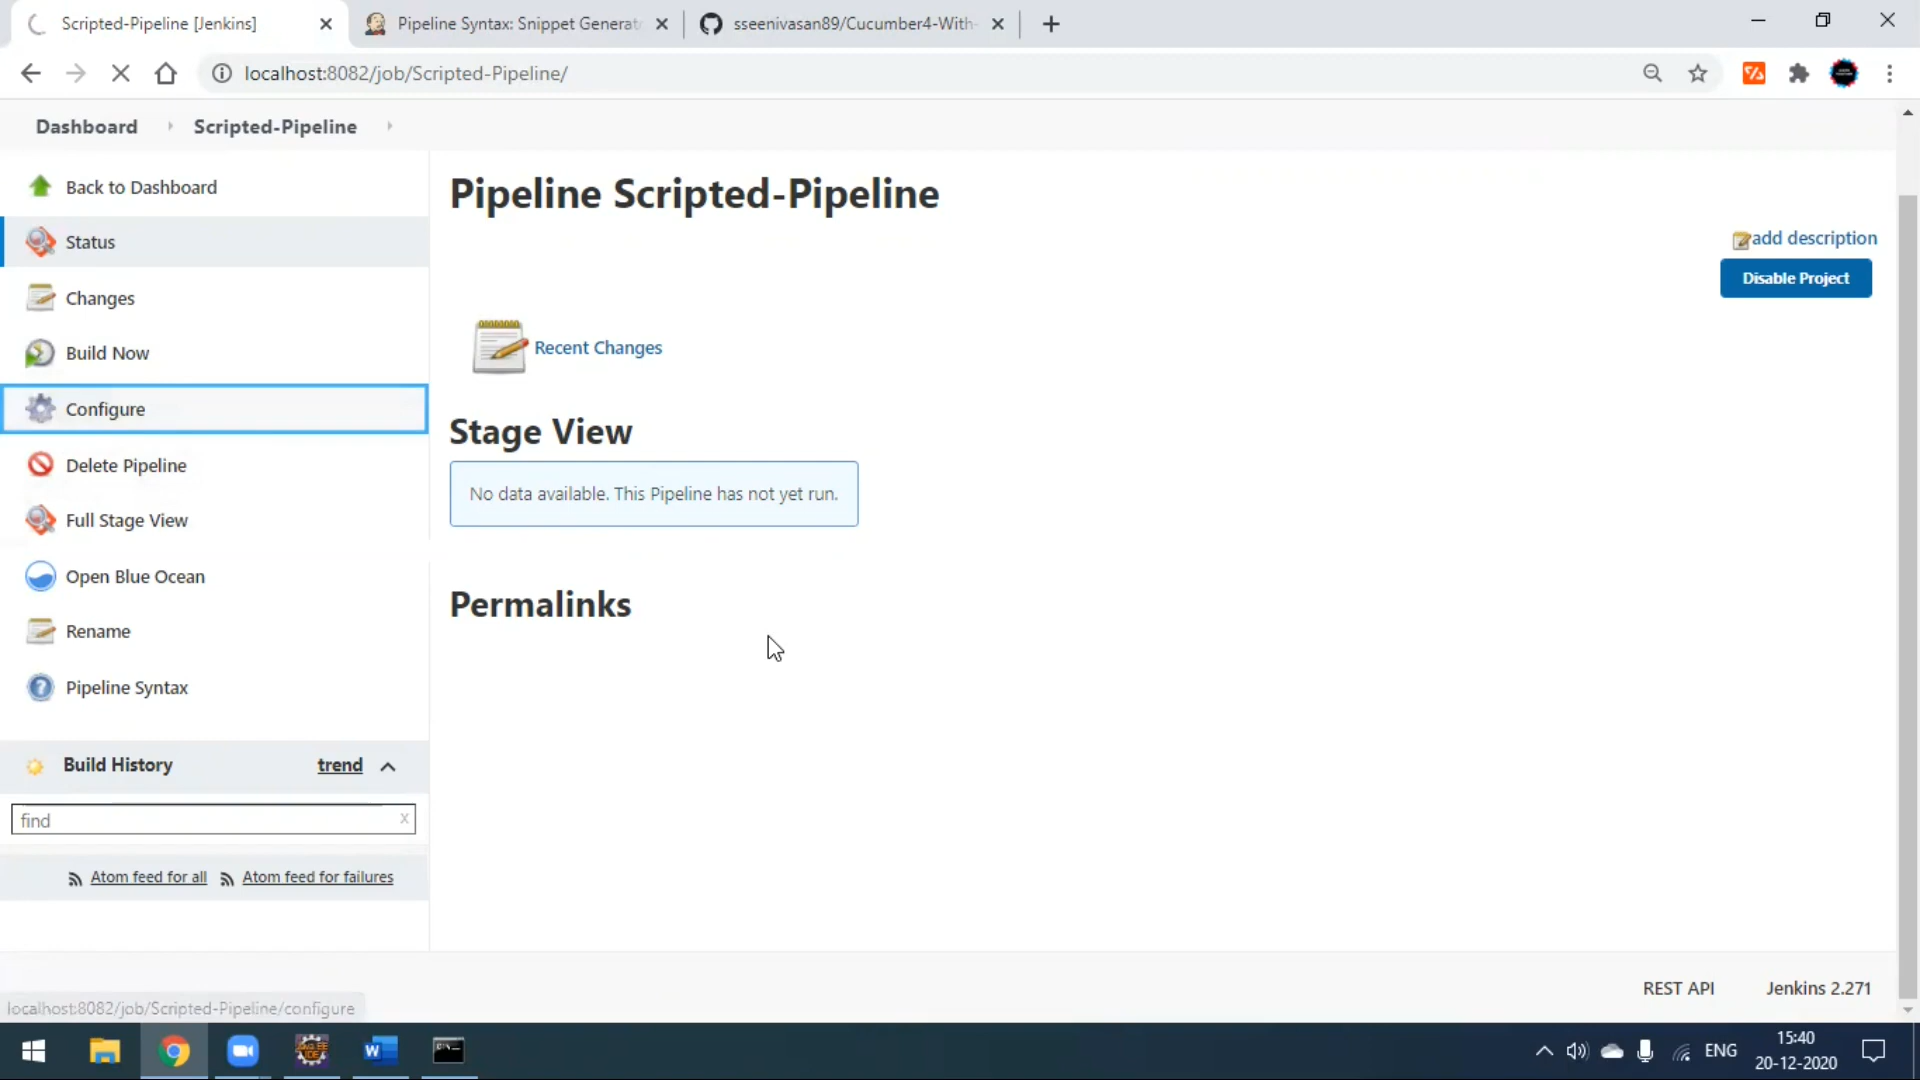 Scripted-Pipeline [Jenkins]
Pipeline Syntax: Snippet Generat
sseenivasan89/Cucumber4-With-
localhost:8082/job/Scripted-Pipeline/
Dashboard
Scripted-Pipeline
Back to Dashboard
Status
Changes
Build Now
Configure
Delete Pipeline
Full Stage View
Open Blue Ocean
Rename
Pipeline Syntax
Build History
trend
find
x
Atom feed for all
Atom feed for failures
Pipeline Scripted-Pipeline
add description
Disable Project
Recent Changes
Stage View
No data available. This Pipeline has not yet run.
Permalinks
REST API
Jenkins 2.271
localhost:8082/job/Scripted-Pipeline/configure
ENG
15:40
20-12-2020